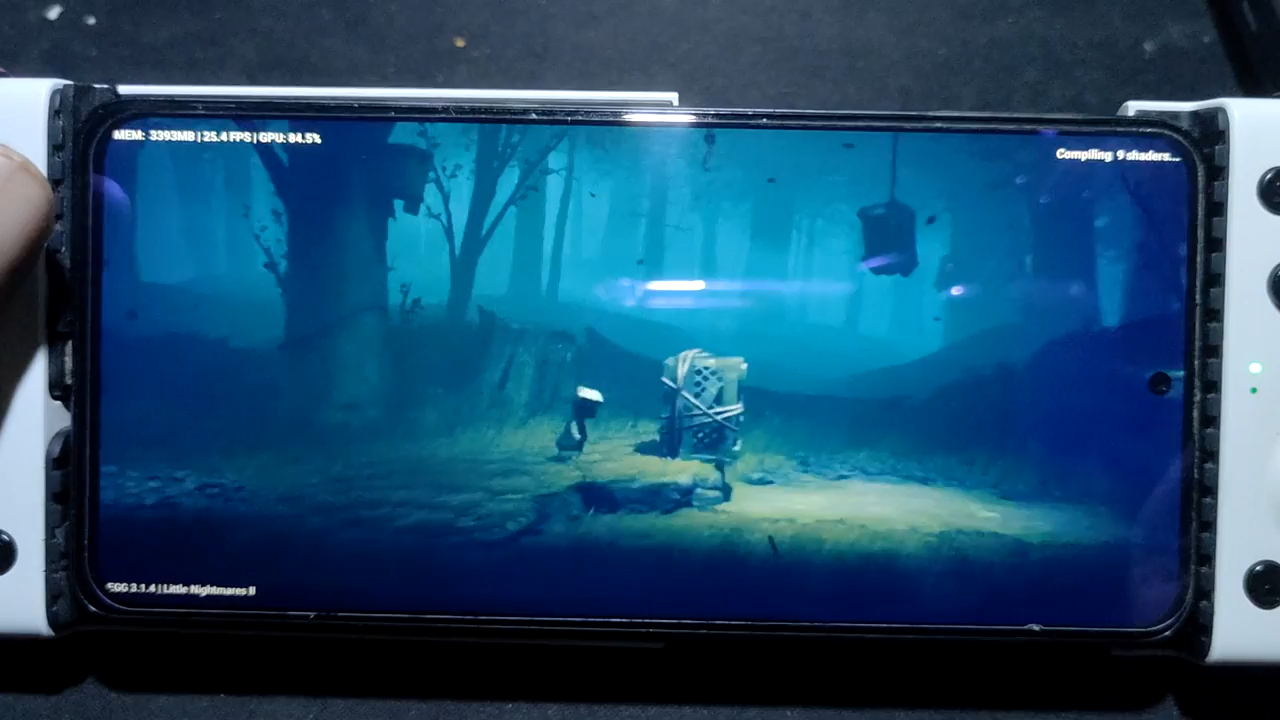 MEM: 3393MB | 25.4 FPS | GPU: 84.5%
Compiling 9 shaders...
EGG 3.1.4 | Little Nightmares II